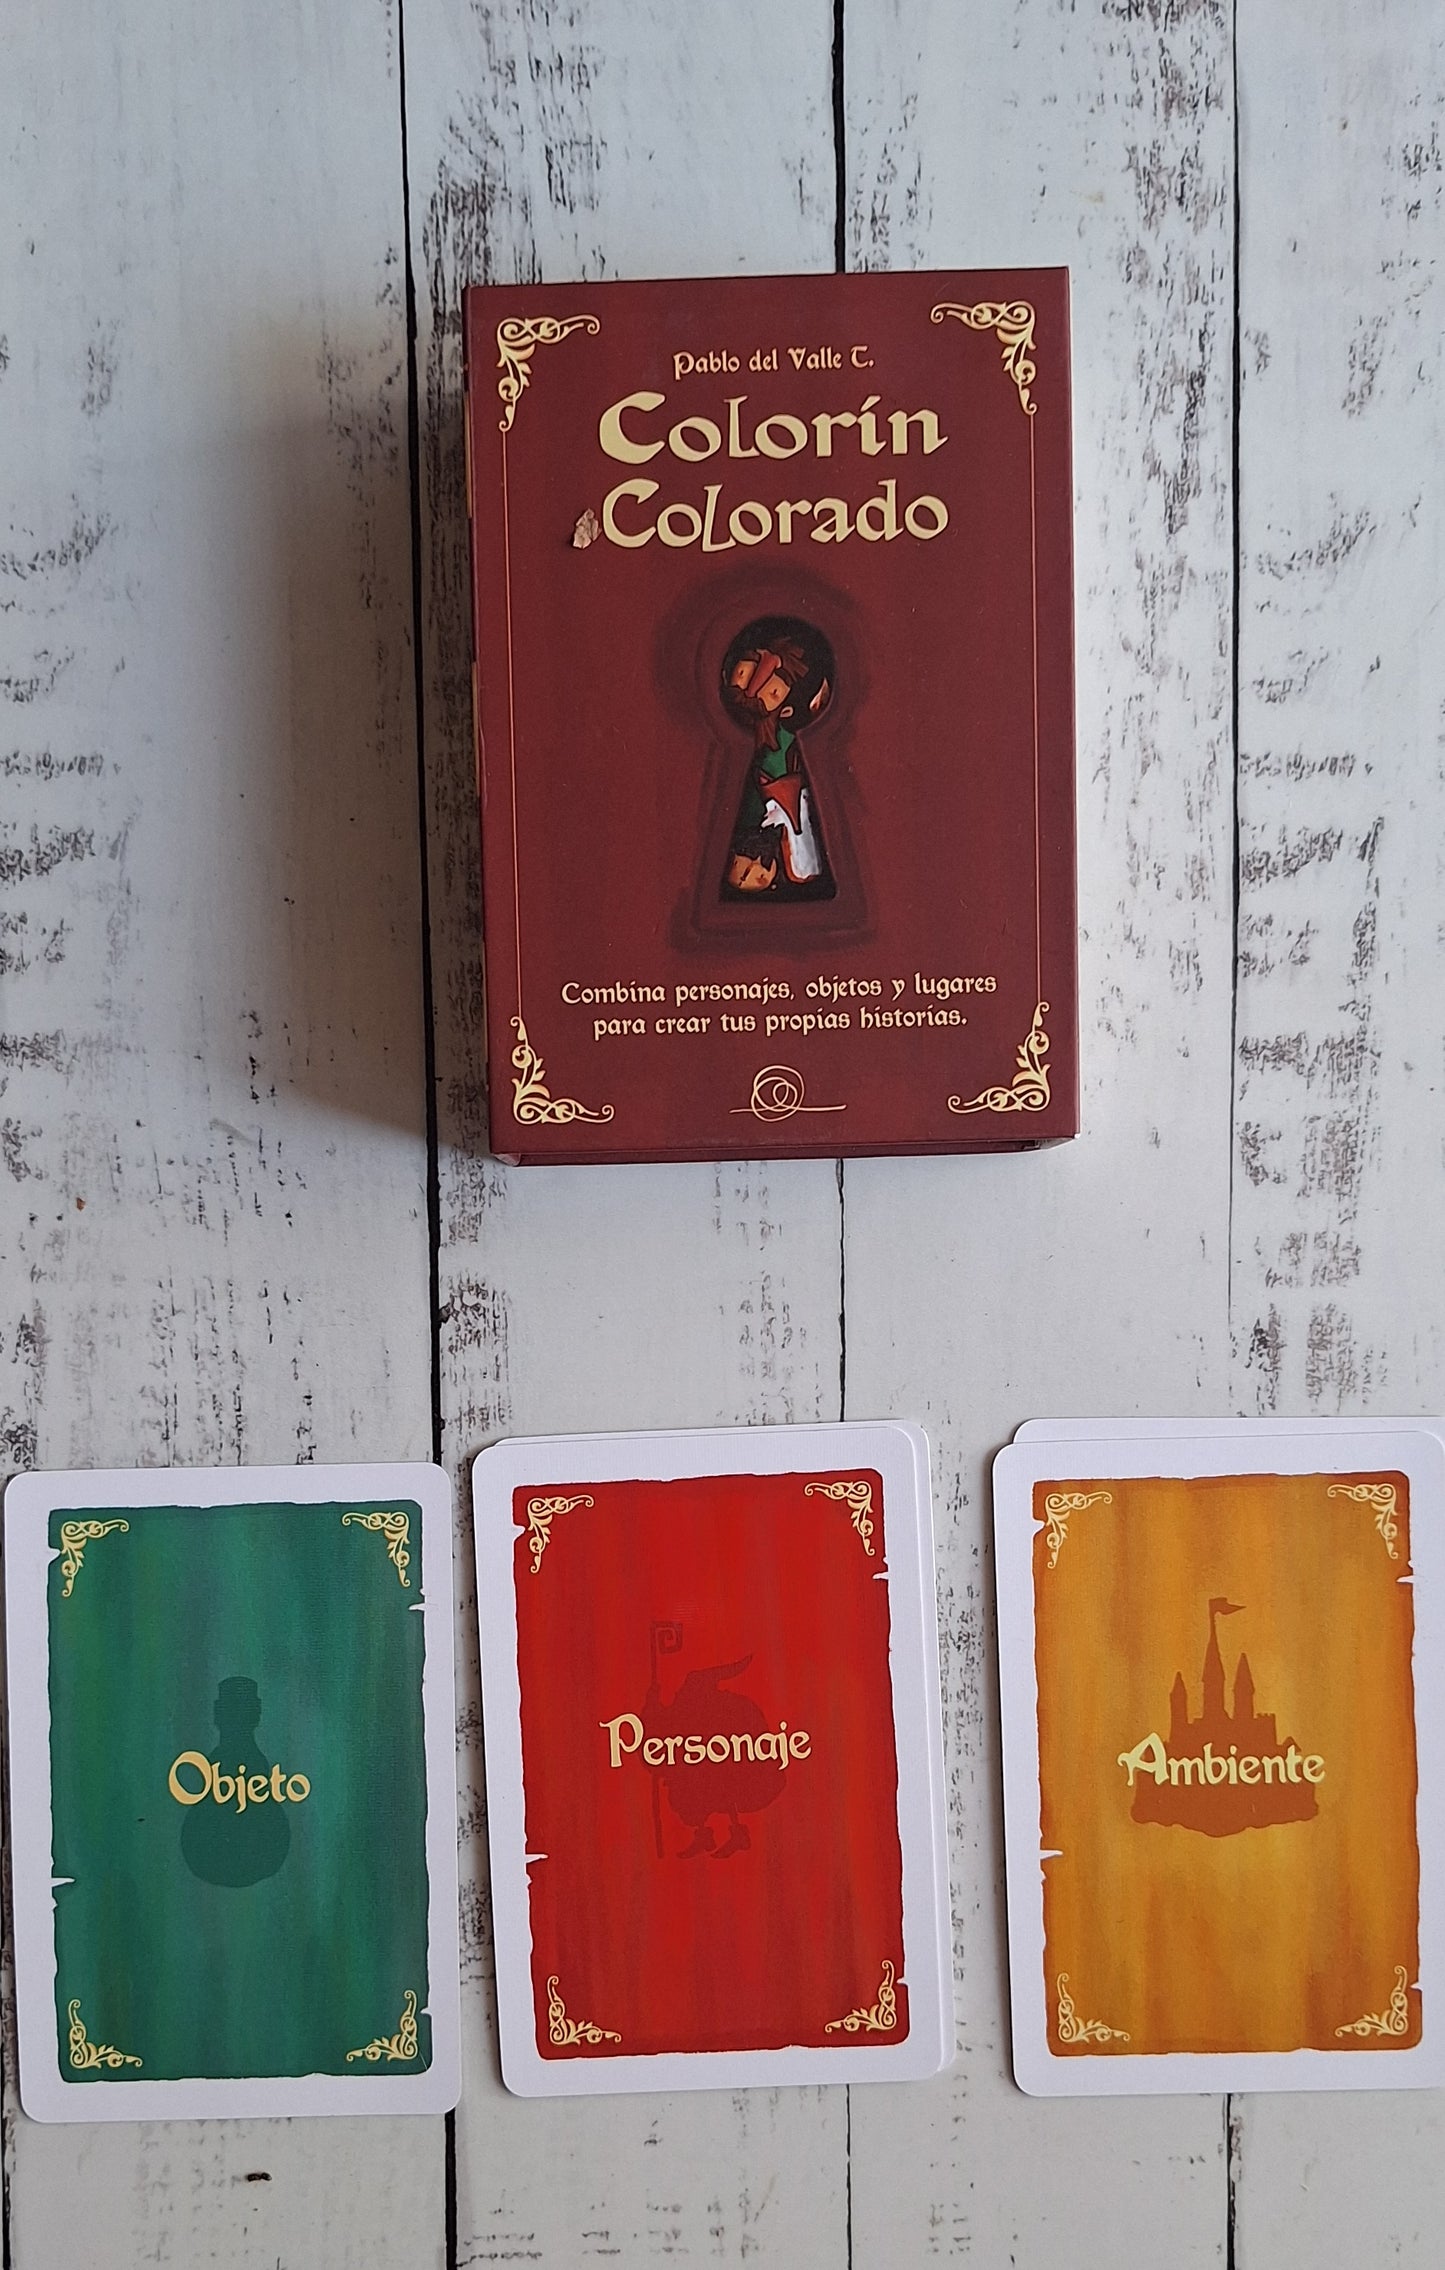 Pablo del Valle T.
Colorín
Colorado
Combina personajes, objetos y lugares
para crear tus propias historias.
Objeto
Personaje
Ambiente